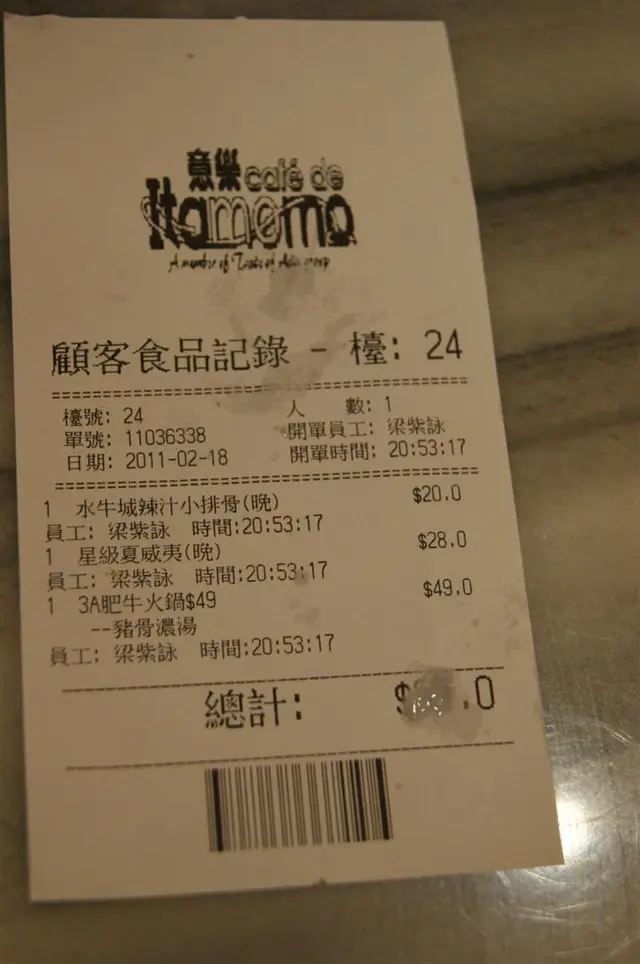 意樂 café de
Itamomo
A member of Taste of Asia group
顧客食品記錄 - 檯: 24
檯號: 24 人 數: 1
單號: 11036338 開單員工: 梁紫詠
日期: 2011-02-18 開單時間: 20:53:17
1 水牛城辣汁小排骨(晚) $20.0
員工: 梁紫詠 時間:20:53:17
1 星級夏威夷(晚) $28.0
員工: 梁紫詠 時間:20:53:17
1 3A肥牛火鍋$49 $49.0
--豬骨濃湯
員工: 梁紫詠 時間:20:53:17
總計: